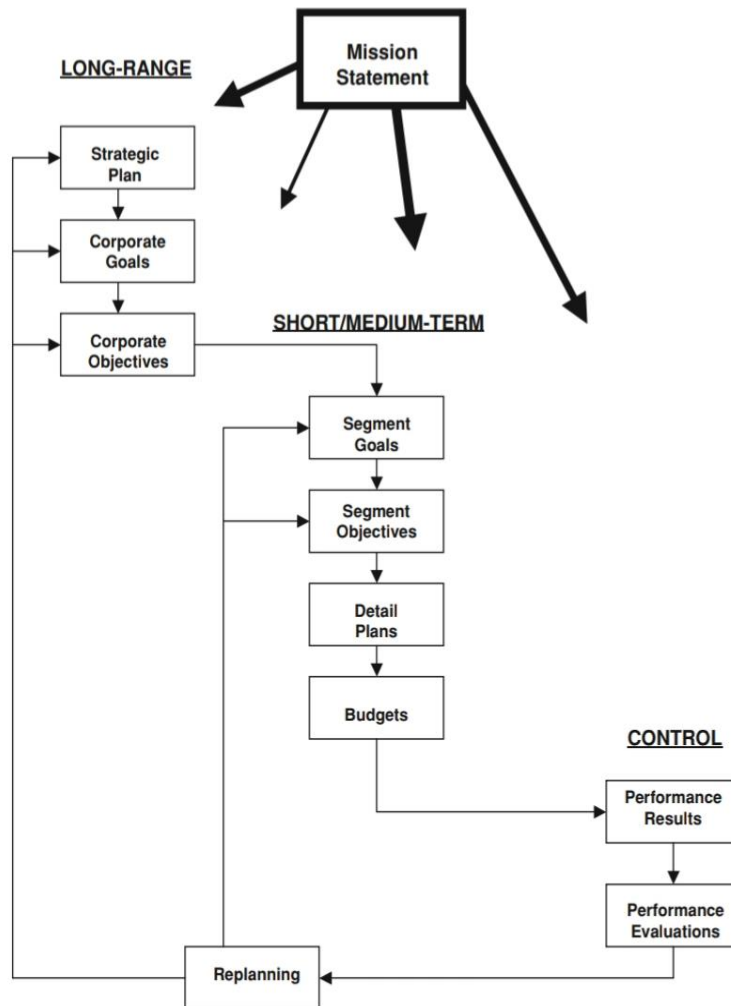 Mission
Statement
LONG-RANGE
Strategic
Plan
Corporate
Goals
Corporate
Objectives
SHORT/MEDIUM-TERM
Segment
Goals
Segment
Objectives
Detail
Plans
Budgets
CONTROL
Performance
Results
Performance
Evaluations
Replanning